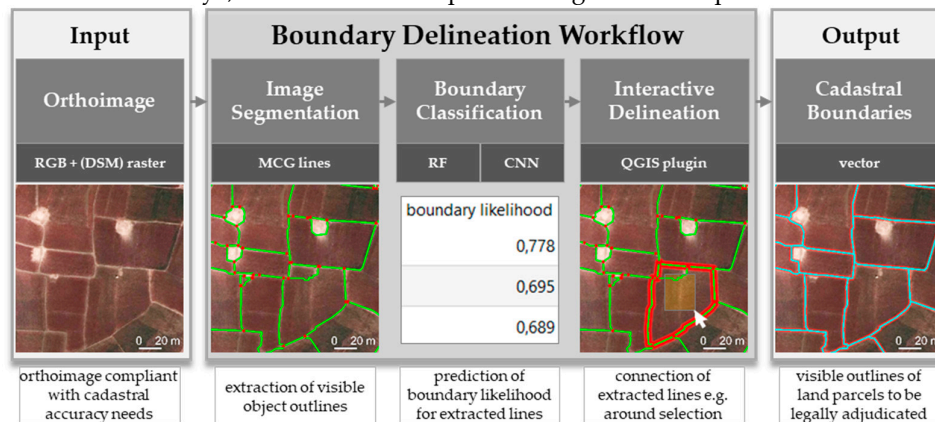 Input
Boundary Delineation Workflow
Output
Orthoimage
Image
Segmentation
Boundary
Classification
Interactive
Delineation
Cadastral
Boundaries
RGB + (DSM) raster
MCG lines
RF
CNN
QGIS plugin
vector
boundary likelihood
0,778
0,695
0,689
0 20 m
0 20 m
0 20 m
0 20 m
orthoimage compliant
with cadastral
accuracy needs
extraction of visible
object outlines
prediction of
boundary likelihood
for extracted lines
connection of
extracted lines e.g.
around selection
visible outlines of
land parcels to be
legally adjudicated